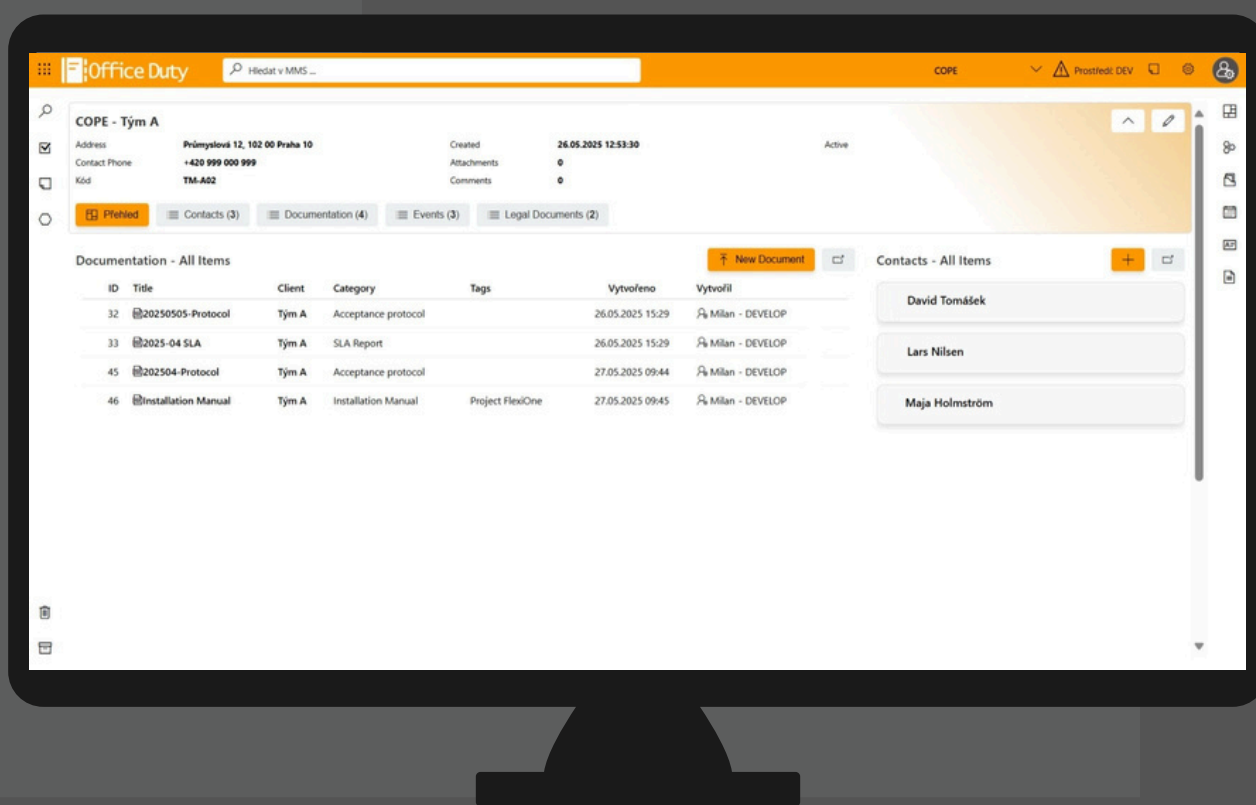 Office Duty
Hledat v MMS ...
COPE
Prostředí: DEV
COPE - Tým A
Address Průmyslová 12, 102 00 Praha 10 Created 26.05.2025 12:53:30 Active
Contact Phone +420 999 000 999 Attachments 0
Kód TM-A02 Comments 0
Přehled Contacts (3) Documentation (4) Events (3) Legal Documents (2)
Documentation - All Items New Document
ID Title Client Category Tags Vytvořeno Vytvořil
32 20250505-Protocol Tým A Acceptance protocol 26.05.2025 15:29 Milan - DEVELOP
33 2025-04 SLA Tým A SLA Report 26.05.2025 15:29 Milan - DEVELOP
45 202504-Protocol Tým A Acceptance protocol 27.05.2025 09:44 Milan - DEVELOP
46 Installation Manual Tým A Installation Manual Project FlexiOne 27.05.2025 09:45 Milan - DEVELOP
Contacts - All Items
David Tomášek
Lars Nilsen
Maja Holmström